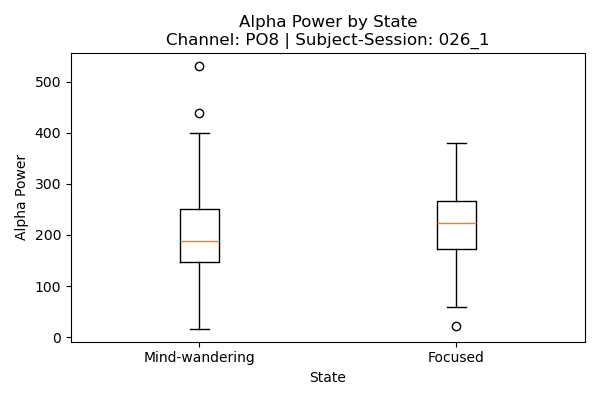 Alpha Power by State
Channel: PO8 | Subject-Session: 026_1
Alpha Power
500
400
300
200
100
0
Mind-wandering
Focused
State